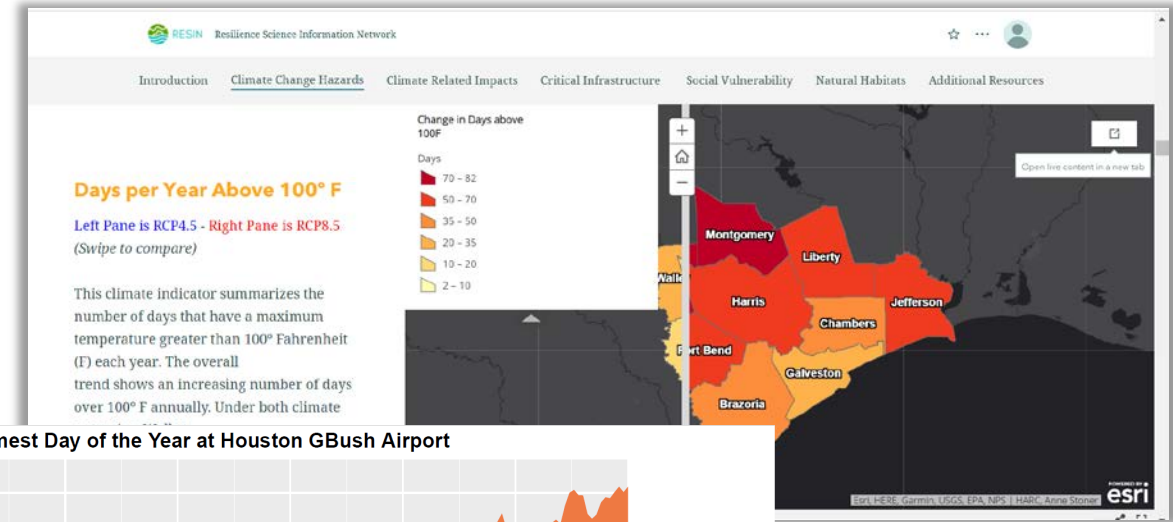 RESIN Resilience Science Information Network
Introduction Climate Change Hazards Climate Related Impacts Critical Infrastructure Social Vulnerability Natural Habitats Additional Resources
Days per Year Above 100° F
Left Pane is RCP4.5 - Right Pane is RCP8.5
(Swipe to compare)
This climate indicator summarizes the
number of days that have a maximum
temperature greater than 100° Fahrenheit
(F) each year. The overall
trend shows an increasing number of days
over 100° F annually. Under both climate
Change in Days above
100F
Days
70 – 82
50 – 70
35 – 50
20 – 35
10 – 20
2 – 10
Open live content in a new tab
Montgomery
Liberty
Harris
Jefferson
Chambers
Fort Bend
Galveston
Brazoria
Esri, HERE, Garmin, USGS, EPA, NPS | HARC, Anne Stoner
POWERED BY
esri
Day of the Year at Houston GBush Airport